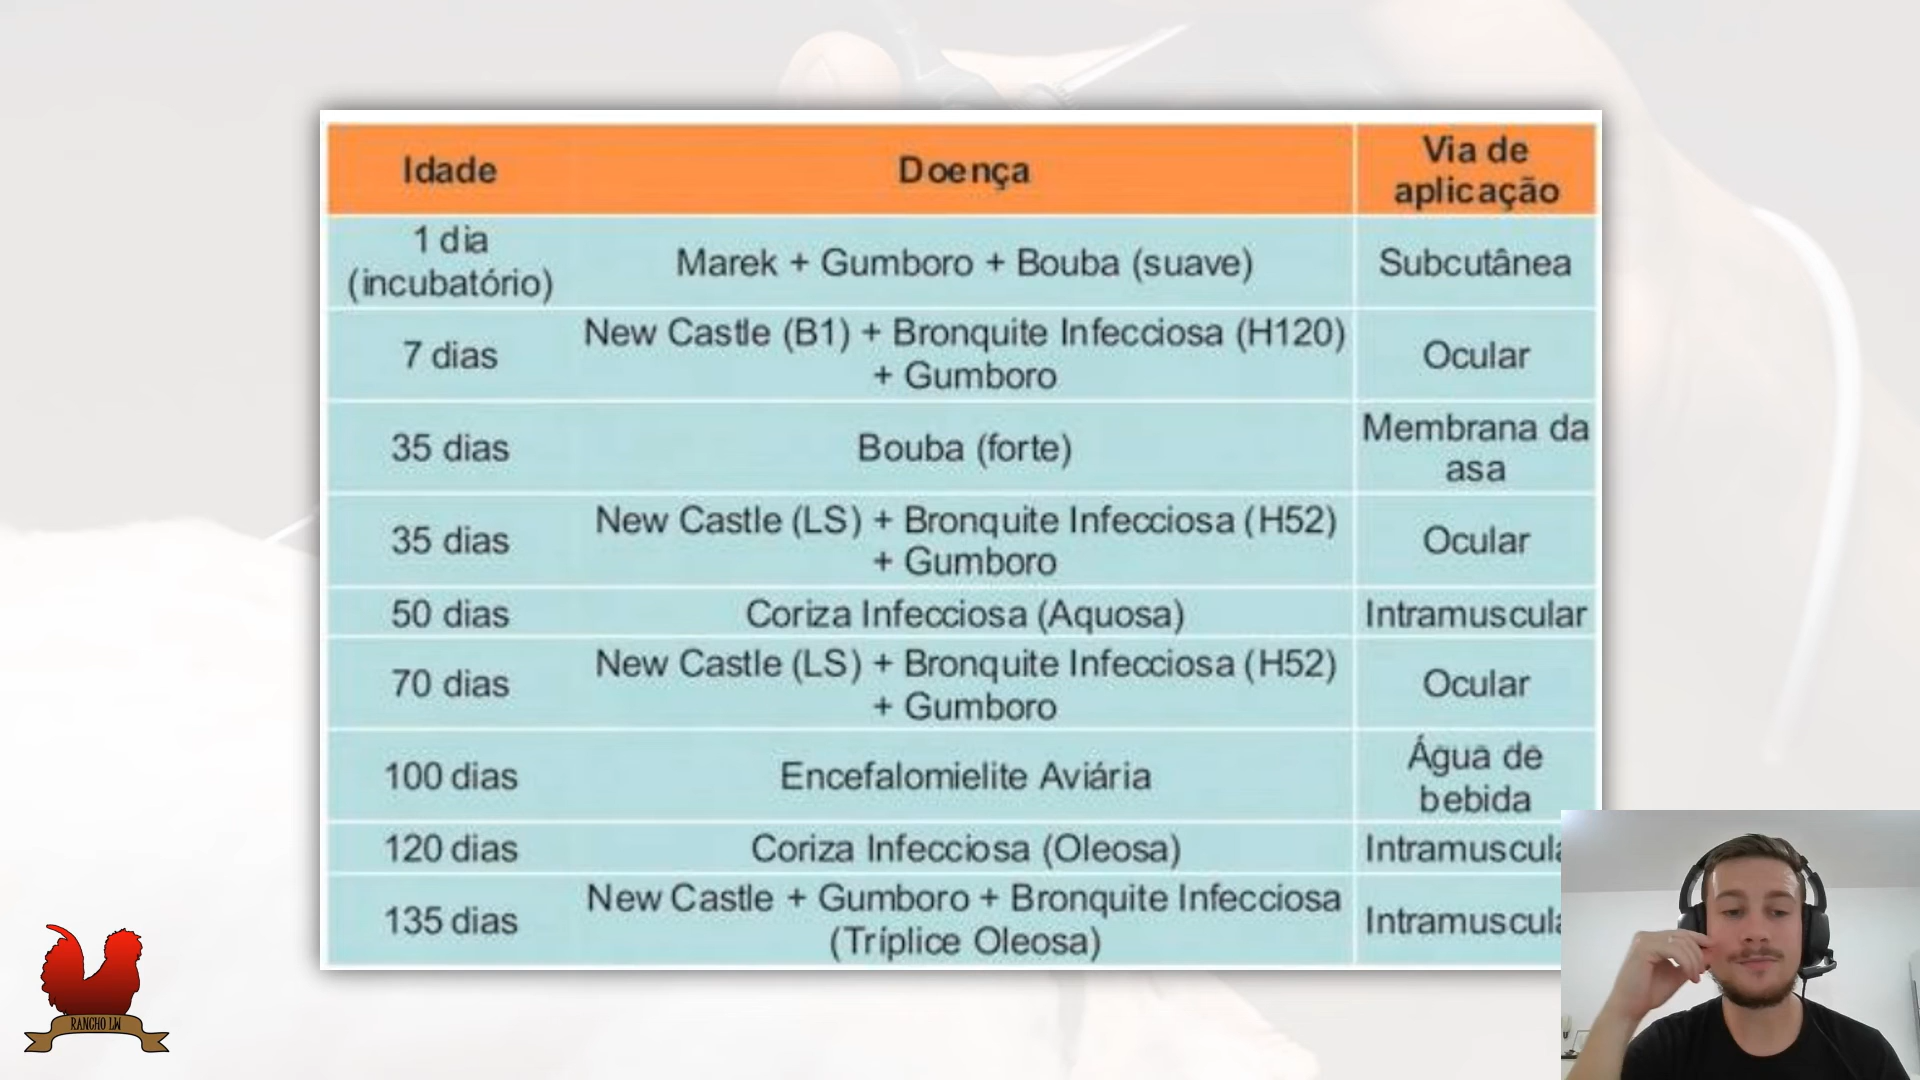 Idade Doença Via de
aplicação
1 dia
(incubatório) Marek + Gumboro + Bouba (suave) Subcutânea
7 dias New Castle (B1) + Bronquite Infecciosa (H120)
+ Gumboro Ocular
35 dias Bouba (forte) Membrana da
asa
35 dias New Castle (LS) + Bronquite Infecciosa (H52)
+ Gumboro Ocular
50 dias Coriza Infecciosa (Aquosa) Intramuscular
70 dias New Castle (LS) + Bronquite Infecciosa (H52)
+ Gumboro Ocular
100 dias Encefalomielite Aviária Água de
bebida
120 dias Coriza Infecciosa (Oleosa) Intramuscula
135 dias New Castle + Gumboro + Bronquite Infecciosa
(Tríplice Oleosa) Intramuscula
RANCHO LW